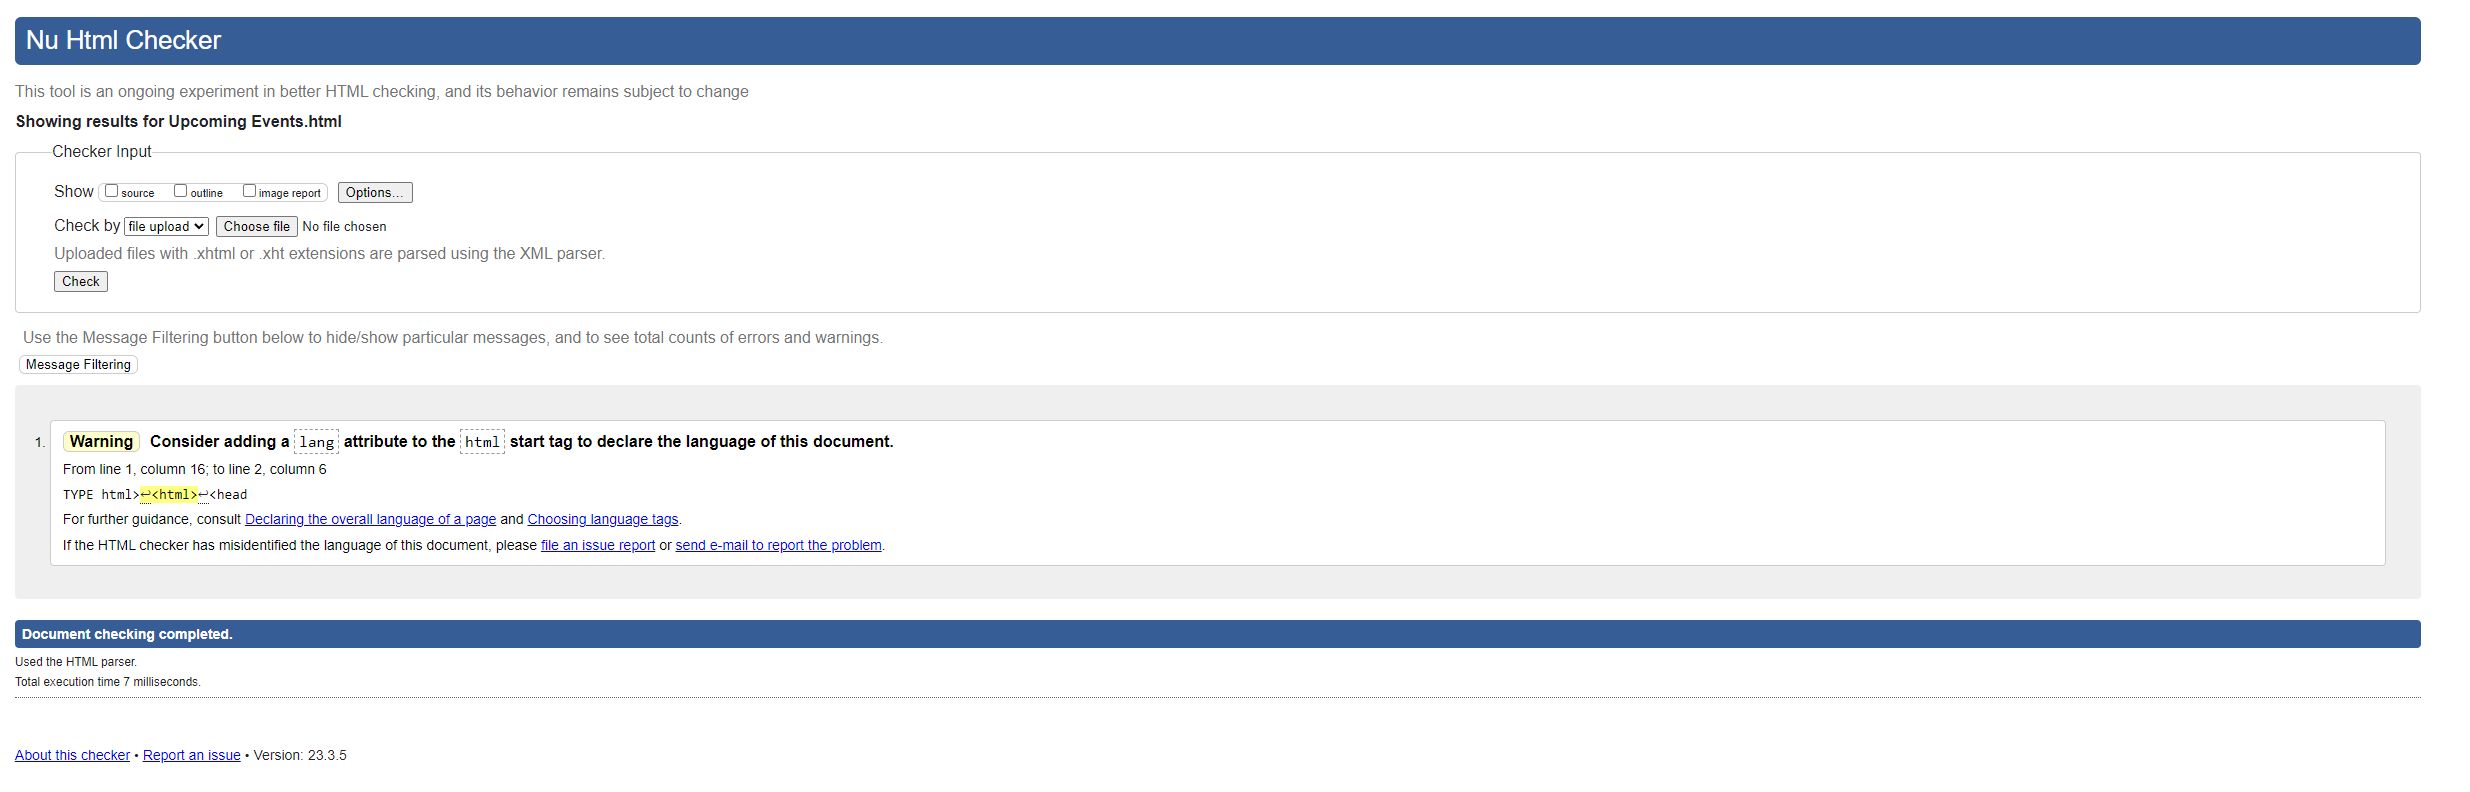 Nu Html Checker
This tool is an ongoing experiment in better HTML checking, and its behavior remains subject to change
Showing results for Upcoming Events.html
Checker Input
Show source outline image report Options...
Check by file upload Choose file No file chosen
Uploaded files with .xhtml or .xht extensions are parsed using the XML parser.
Check
Use the Message Filtering button below to hide/show particular messages, and to see total counts of errors and warnings.
Message Filtering
1. Warning Consider adding a lang attribute to the html start tag to declare the language of this document.
From line 1, column 16; to line 2, column 6
TYPE html>↩<html>↩<head
For further guidance, consult Declaring the overall language of a page and Choosing language tags.
If the HTML checker has misidentified the language of this document, please file an issue report or send e-mail to report the problem.
Document checking completed.
Used the HTML parser.
Total execution time 7 milliseconds.
About this checker • Report an issue • Version: 23.3.5